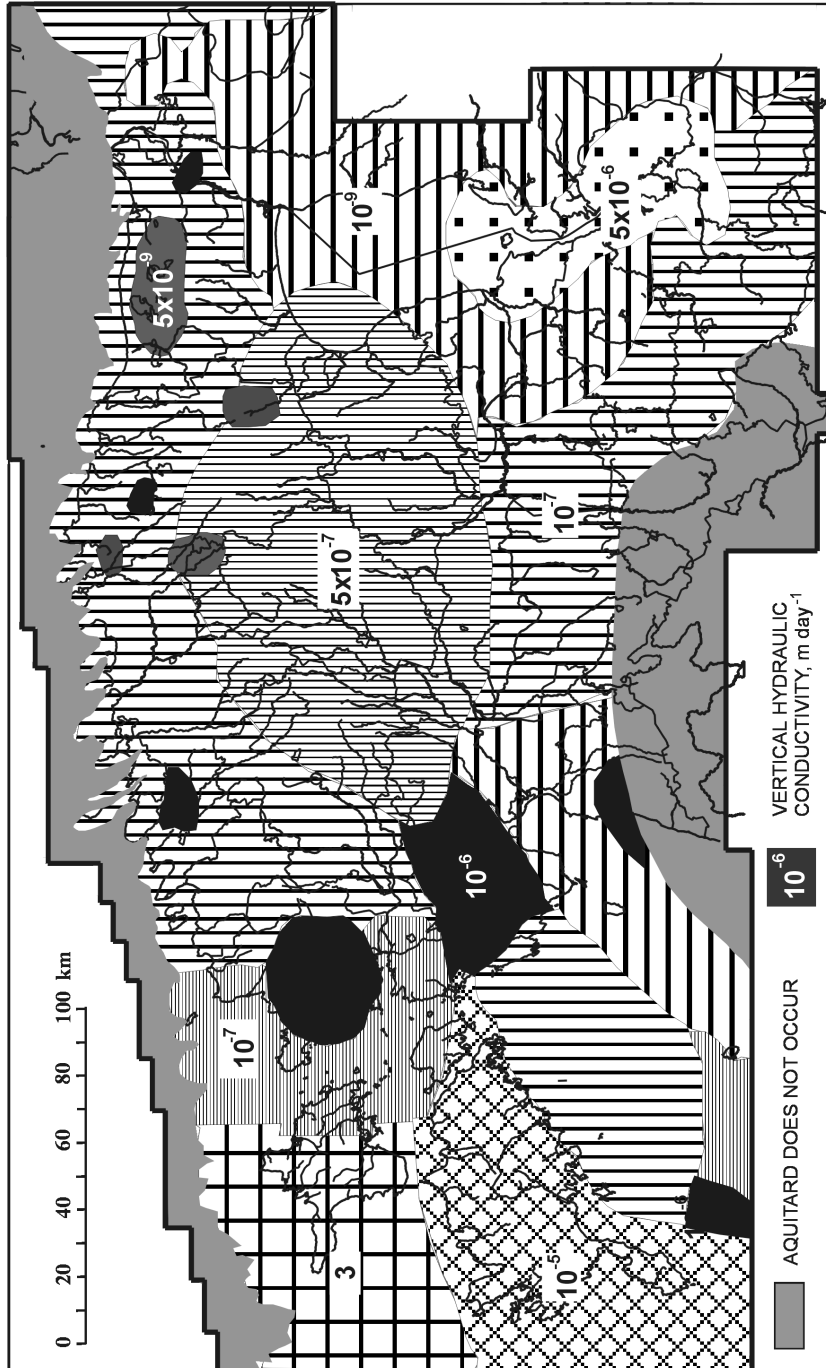 0 20 40 60 80 100 km
5x10⁻⁹
10⁻⁹
5x10⁻⁶
5x10⁻⁷
10⁻⁷
10⁻⁷
10⁻⁶
3
10⁻⁵
AQUITARD DOES NOT OCCUR
10⁻⁶
VERTICAL HYDRAULIC
CONDUCTIVITY, m day⁻¹